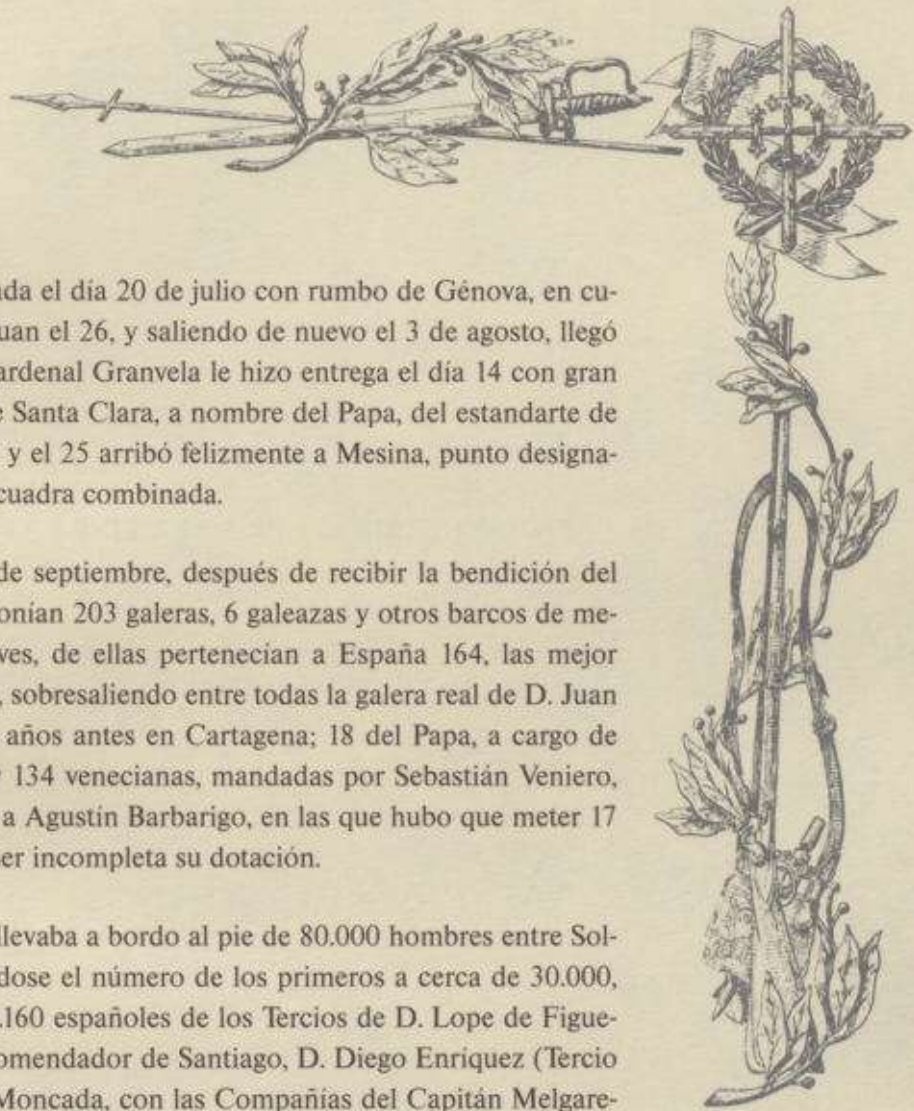 da el día 20 de julio con rumbo de Génova, en cu-
uan el 26, y saliendo de nuevo el 3 de agosto, llegó
ardenal Granvela le hizo entrega el día 14 con gran
e Santa Clara, a nombre del Papa, del estandarte de
y el 25 arribó felizmente a Mesina, punto designa-
cuadra combinada.
de septiembre, después de recibir la bendición del
onían 203 galeras, 6 galeazas y otros barcos de me-
ves, de ellas pertenecían a España 164, las mejor
, sobresaliendo entre todas la galera real de D. Juan
años antes en Cartagena; 18 del Papa, a cargo de
134 venecianas, mandadas por Sebastián Veniero,
a Agustín Barbarigo, en las que hubo que meter 17
er incompleta su dotación.
llevaba a bordo al pie de 80.000 hombres entre Sol-
dose el número de los primeros a cerca de 30.000,
.160 españoles de los Tercios de D. Lope de Figue-
omendador de Santiago, D. Diego Enríquez (Tercio
Moncada, con las Compañías del Capitán Melgare-